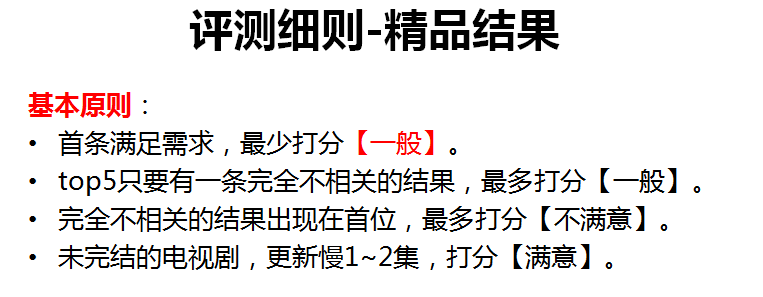 评测细则-精品结果
基本原则：
• 首条满足需求，最少打分【一般】。
• top5只要有一条完全不相关的结果，最多打分【一般】。
• 完全不相关的结果出现在首位，最多打分【不满意】。
• 未完结的电视剧，更新慢1~2集，打分【满意】。